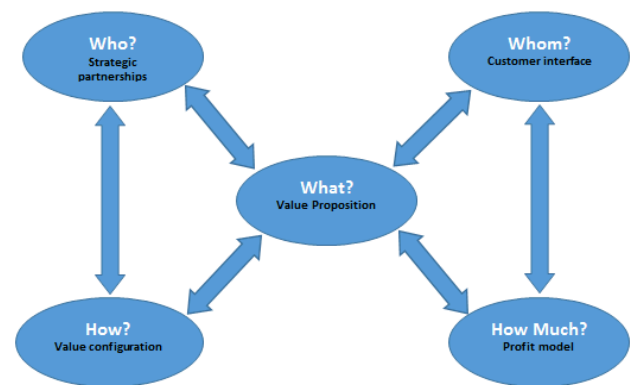 Who?
Strategic
partnerships
Whom?
Customer interface
What?
Value Proposition
How?
Value configuration
How Much?
Profit model